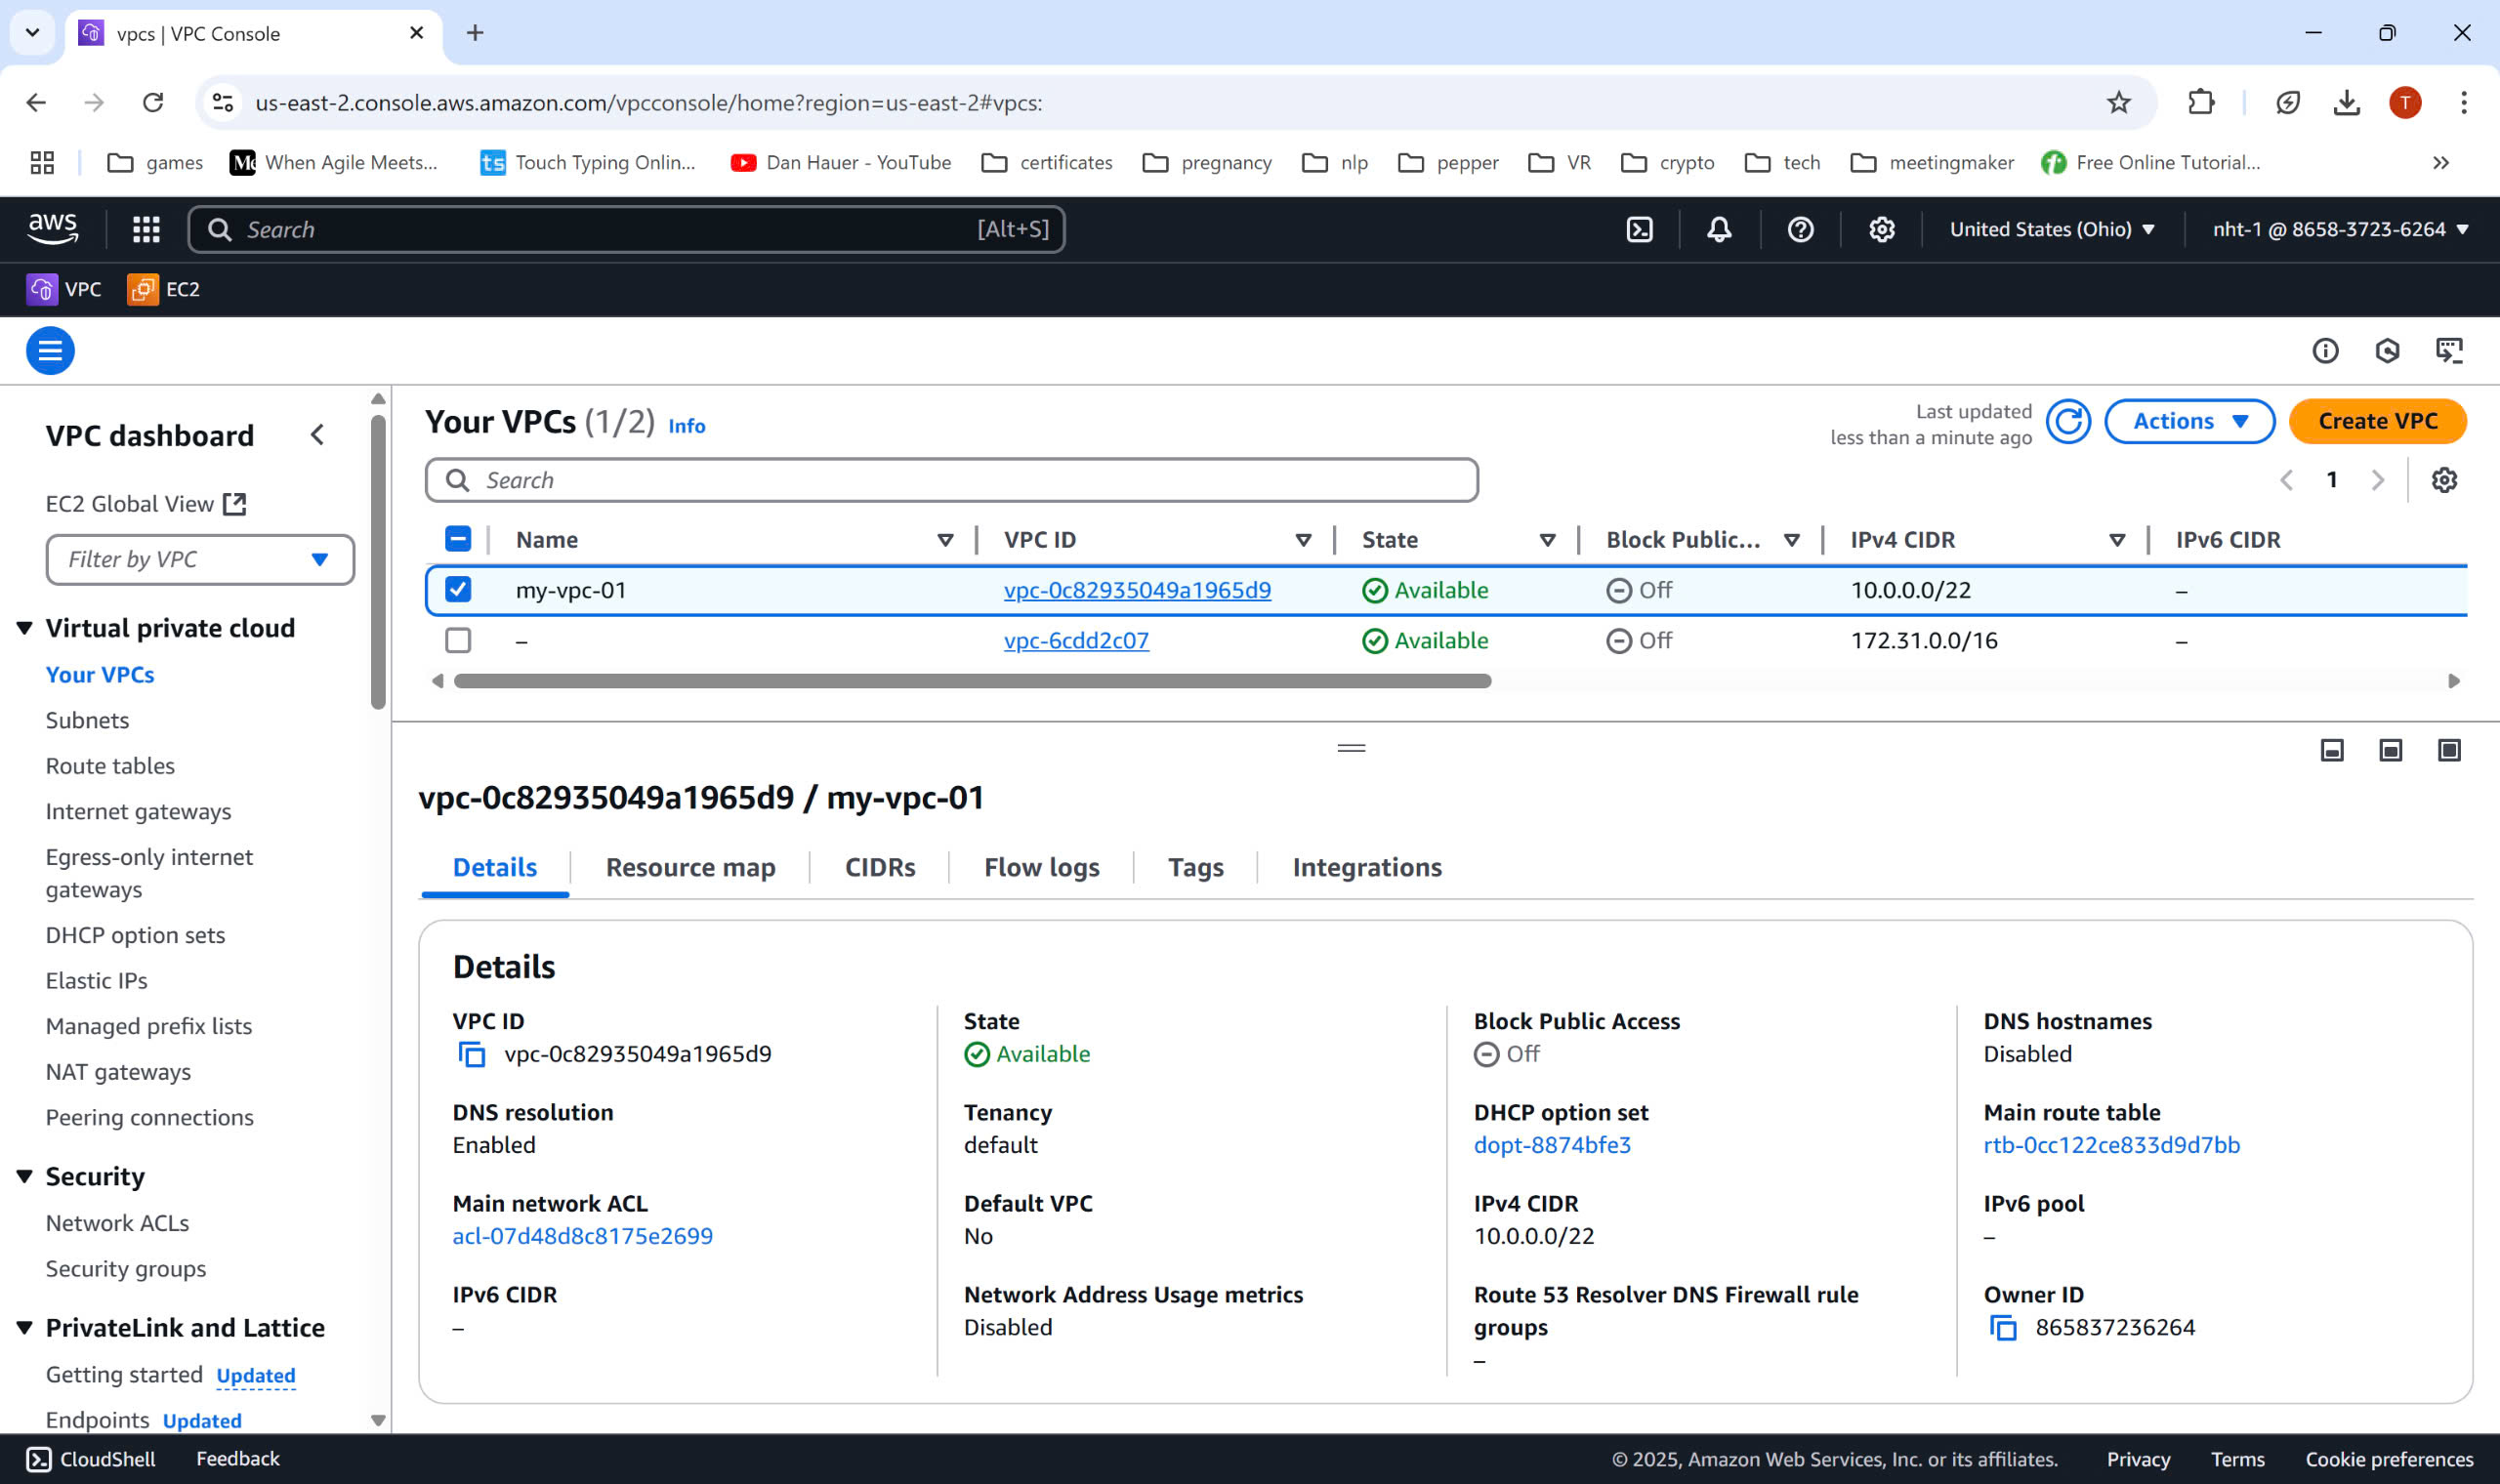 vpcs | VPC Console
us-east-2.console.aws.amazon.com/vpcconsole/home?region=us-east-2#vpcs:
T
games
When Agile Meets...
Touch Typing Onlin...
Dan Hauer - YouTube
certificates
pregnancy
nlp
pepper
VR
crypto
tech
meetingmaker
Free Online Tutorial...
aws
Search
[Alt+S]
United States (Ohio)
nht-1 @ 8658-3723-6264
VPC
EC2
VPC dashboard
EC2 Global View
Filter by VPC
Virtual private cloud
Your VPCs
Subnets
Route tables
Internet gateways
Egress-only internet
gateways
DHCP option sets
Elastic IPs
Managed prefix lists
NAT gateways
Peering connections
Security
Network ACLs
Security groups
PrivateLink and Lattice
Getting started Updated
Endpoints Updated
Your VPCs (1/2) Info
Last updated
less than a minute ago
Actions
Create VPC
Search
1
Name VPC ID State Block Public... IPv4 CIDR IPv6 CIDR
my-vpc-01 vpc-0c82935049a1965d9 Available Off 10.0.0.0/22 –
– vpc-6cdd2c07 Available Off 172.31.0.0/16 –
vpc-0c82935049a1965d9 / my-vpc-01
Details Resource map CIDRs Flow logs Tags Integrations
Details
VPC ID
vpc-0c82935049a1965d9
State
Available
Block Public Access
Off
DNS hostnames
Disabled
DNS resolution
Enabled
Tenancy
default
DHCP option set
dopt-8874bfe3
Main route table
rtb-0cc122ce833d9d7bb
Main network ACL
acl-07d48d8c8175e2699
Default VPC
No
IPv4 CIDR
10.0.0.0/22
IPv6 pool
–
IPv6 CIDR
–
Network Address Usage metrics
Disabled
Route 53 Resolver DNS Firewall rule
groups
–
Owner ID
865837236264
CloudShell
Feedback
© 2025, Amazon Web Services, Inc. or its affiliates.
Privacy
Terms
Cookie preferences